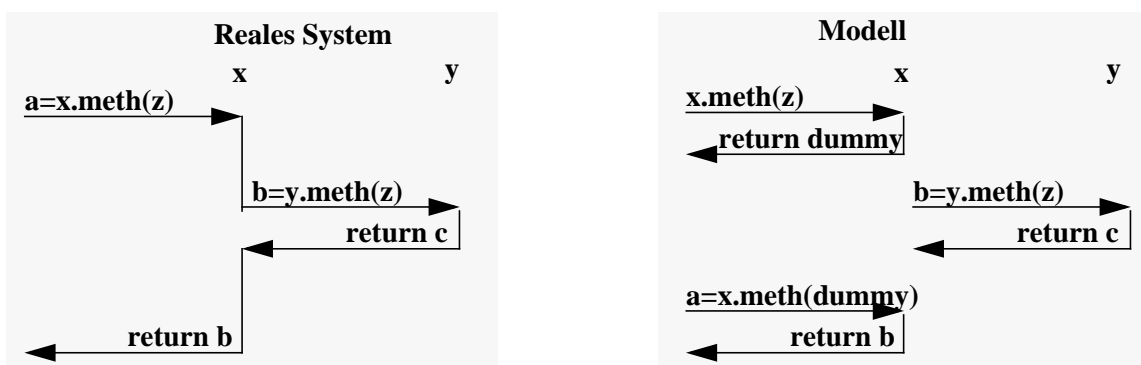 Reales System
x y
a=x.meth(z)
b=y.meth(z)
return c
return b
Modell
x y
x.meth(z)
return dummy
b=y.meth(z)
return c
a=x.meth(dummy)
return b